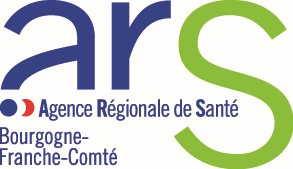 ars
Agence Régionale de Santé
Bourgogne-
Franche-Comté